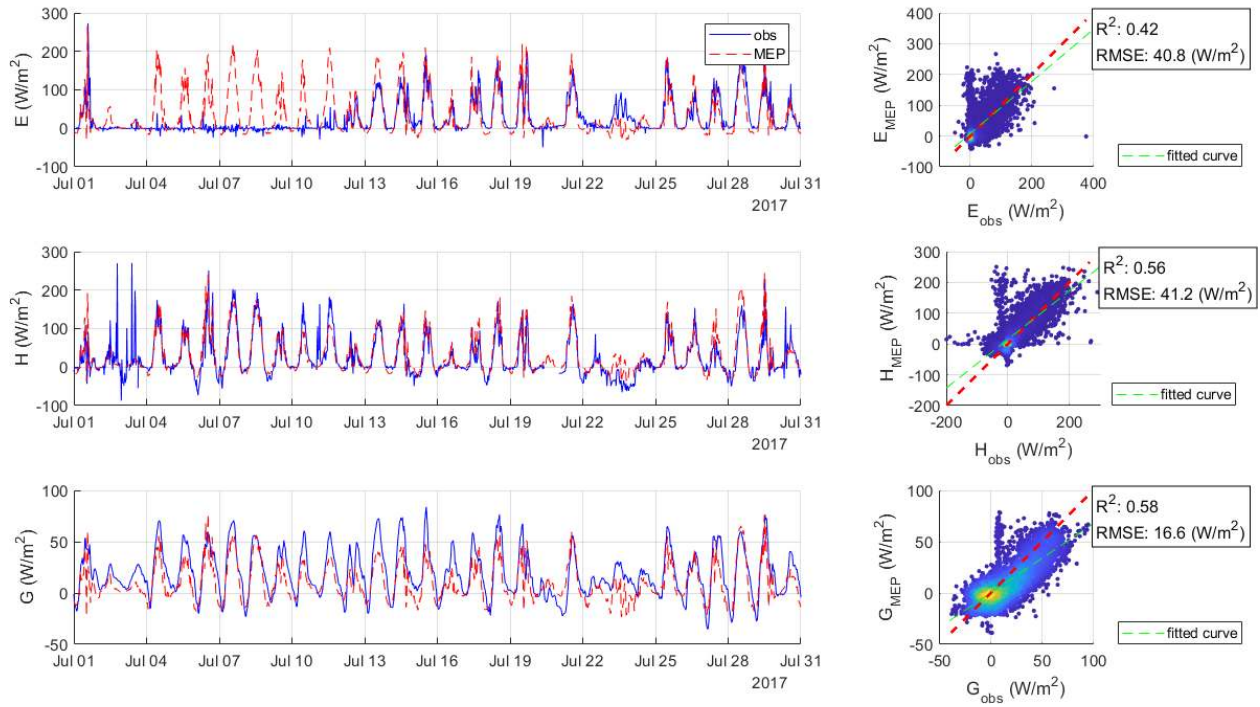 E (W/m²)
300
200
100
0
-100
obs
MEP
Jul 01 Jul 04 Jul 07 Jul 10 Jul 13 Jul 16 Jul 19 Jul 22 Jul 25 Jul 28 Jul 31
2017
E_MEP (W/m²)
400
300
200
100
0
-100
R²: 0.42
RMSE: 40.8 (W/m²)
fitted curve
0 200 400
E_obs (W/m²)
H (W/m²)
300
200
100
0
-100
Jul 01 Jul 04 Jul 07 Jul 10 Jul 13 Jul 16 Jul 19 Jul 22 Jul 25 Jul 28 Jul 31
2017
H_MEP (W/m²)
300
200
100
0
-100
-200
R²: 0.56
RMSE: 41.2 (W/m²)
fitted curve
-200 0 200
H_obs (W/m²)
G (W/m²)
100
50
0
-50
Jul 01 Jul 04 Jul 07 Jul 10 Jul 13 Jul 16 Jul 19 Jul 22 Jul 25 Jul 28 Jul 31
2017
G_MEP (W/m²)
100
50
0
-50
R²: 0.58
RMSE: 16.6 (W/m²)
fitted curve
-50 0 50 100
G_obs (W/m²)